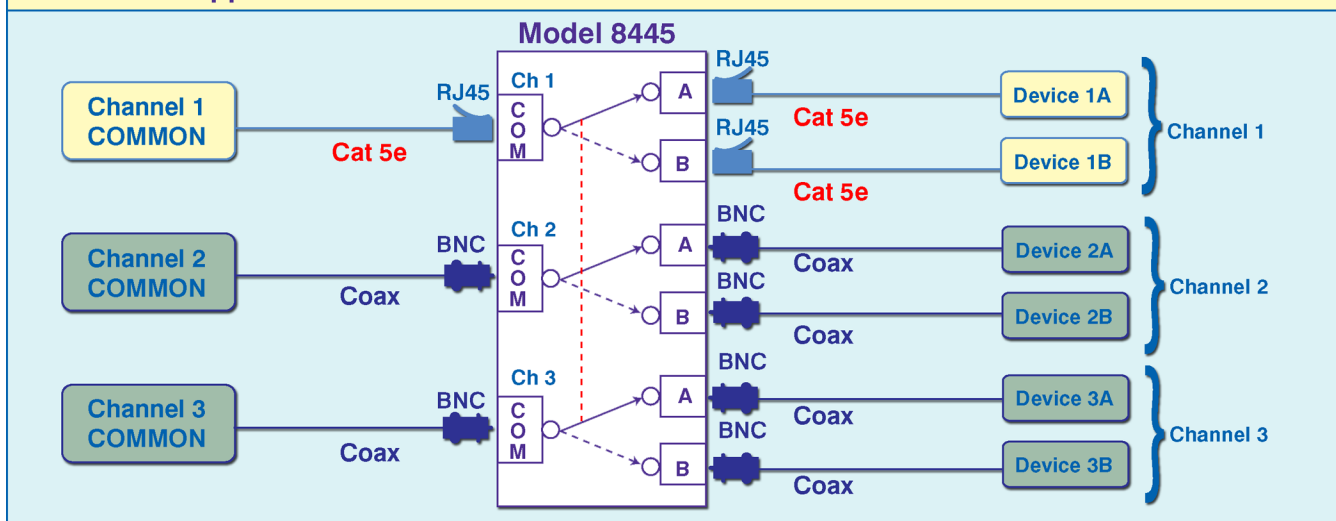 Model 8445
Channel 1
COMMON
RJ45
Cat 5e
Ch 1
C
O
M
A
B
RJ45
Cat 5e
RJ45
Cat 5e
Device 1A
Device 1B
Channel 1
Channel 2
COMMON
BNC
Coax
Ch 2
C
O
M
A
B
BNC
Coax
BNC
Coax
Device 2A
Device 2B
Channel 2
Channel 3
COMMON
BNC
Coax
Ch 3
C
O
M
A
B
BNC
Coax
BNC
Coax
Device 3A
Device 3B
Channel 3